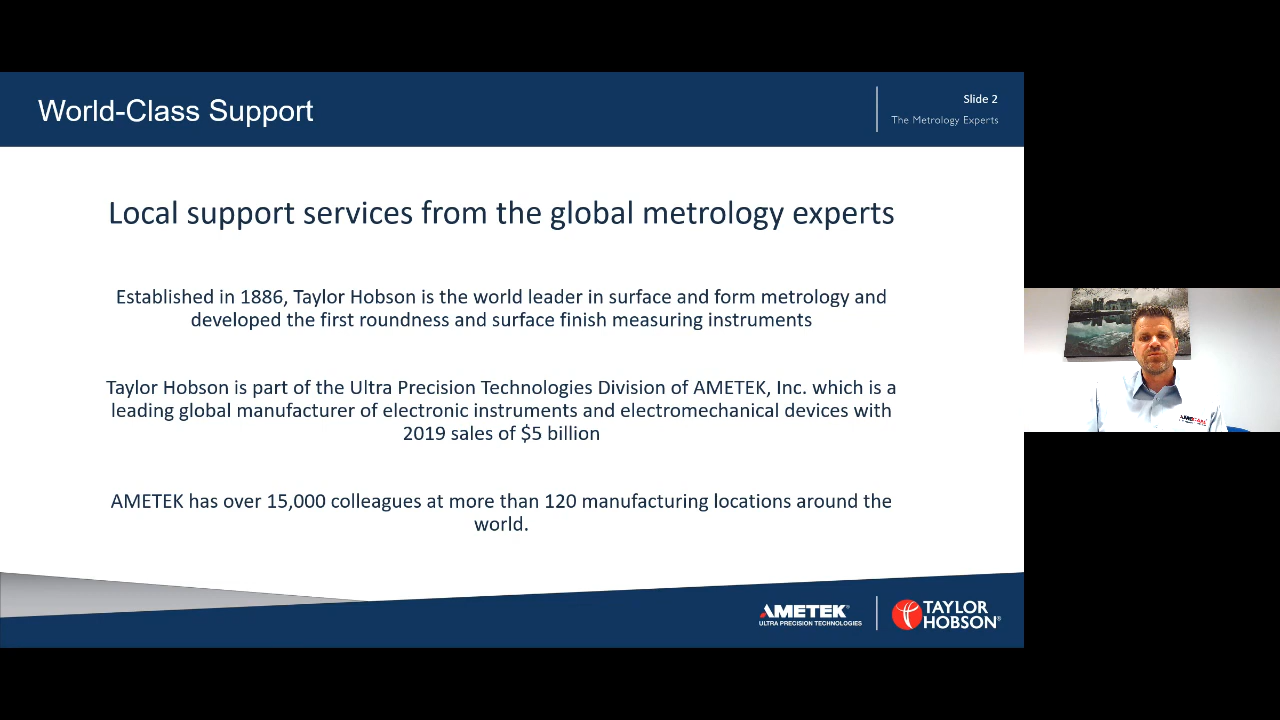 World-Class Support
Slide 2
The Metrology Experts
Local support services from the global metrology experts
Established in 1886, Taylor Hobson is the world leader in surface and form metrology and
developed the first roundness and surface finish measuring instruments
Taylor Hobson is part of the Ultra Precision Technologies Division of AMETEK, Inc. which is a
leading global manufacturer of electronic instruments and electromechanical devices with
2019 sales of $5 billion
AMETEK has over 15,000 colleagues at more than 120 manufacturing locations around the
world.
AMETEK®
ULTRA PRECISION TECHNOLOGIES
TAYLOR
HOBSON®